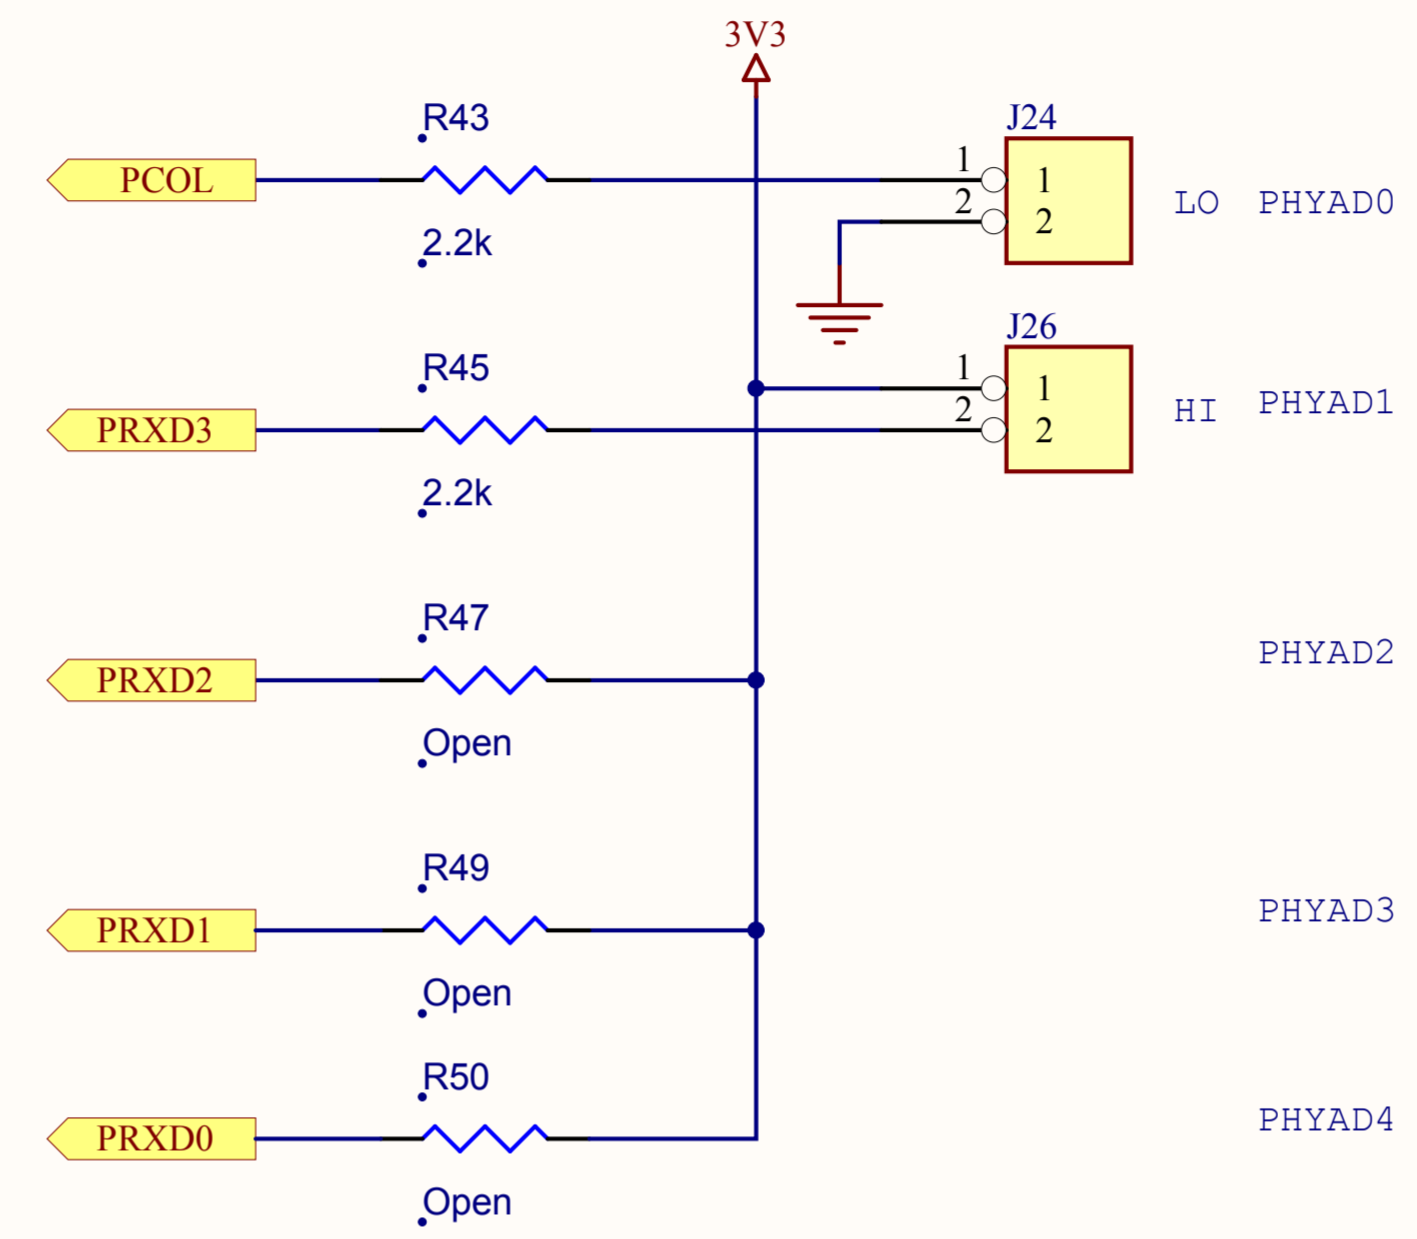 3V3
R43
J24
PCOL
1
1
2
2
LO PHYAD0
2.2k
J26
R45
1
1
HI PHYAD1
PRXD3
2
2
2.2k
R47
PHYAD2
PRXD2
Open
R49
PHYAD3
PRXD1
Open
R50
PHYAD4
PRXD0
Open